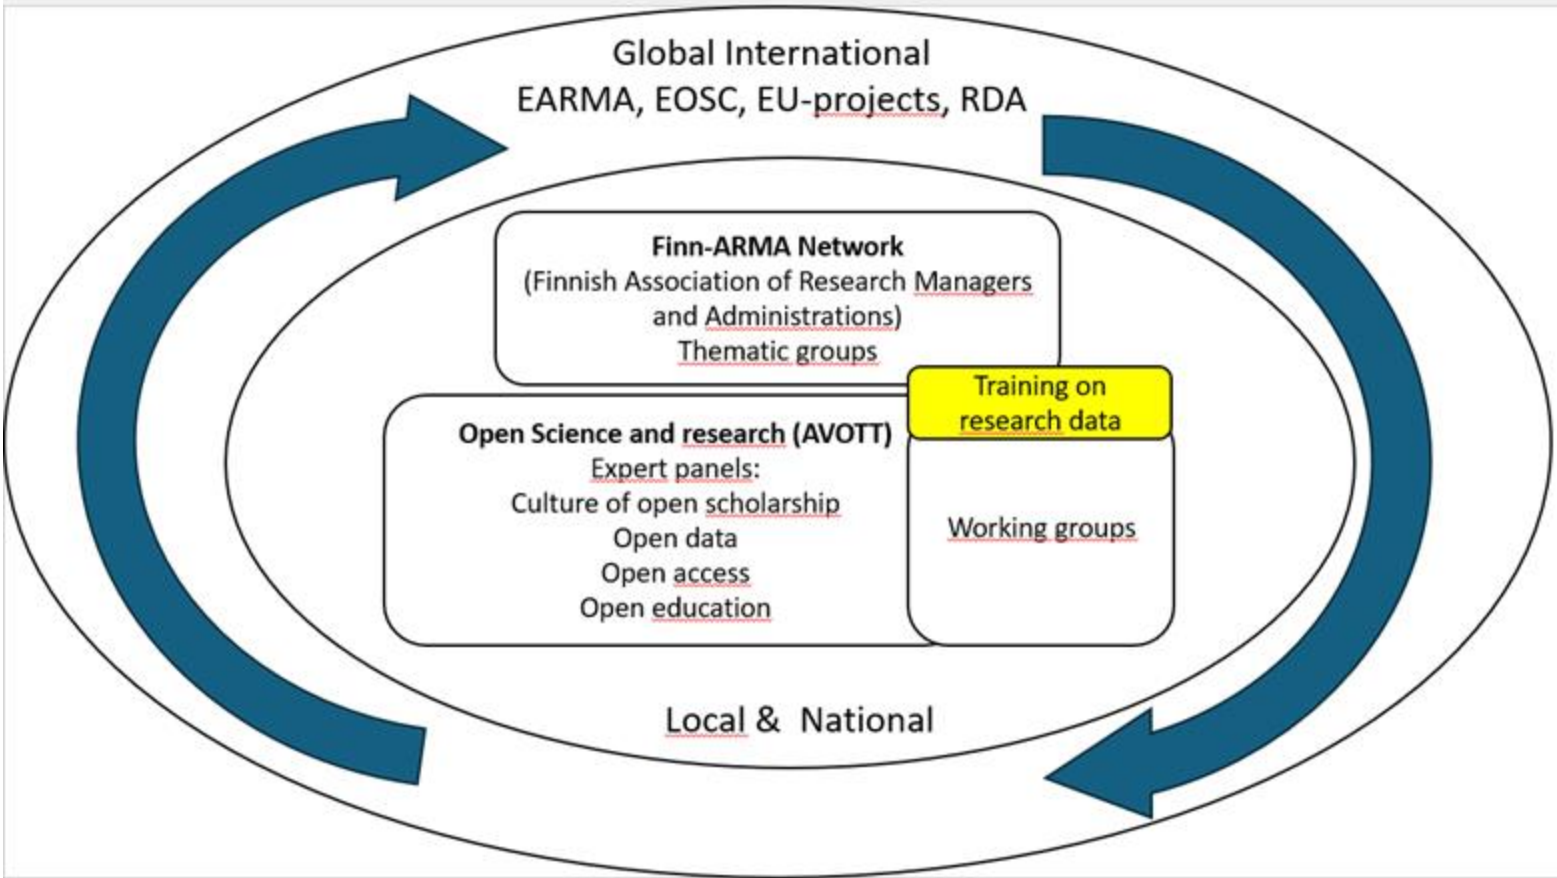 Global International
EARMA, EOSC, EU-projects, RDA
Finn-ARMA Network
(Finnish Association of Research Managers
and Administrations)
Thematic groups
Training on
research data
Open Science and research (AVOTT)
Expert panels:
Culture of open scholarship
Open data
Open access
Open education
Working groups
Local &  National